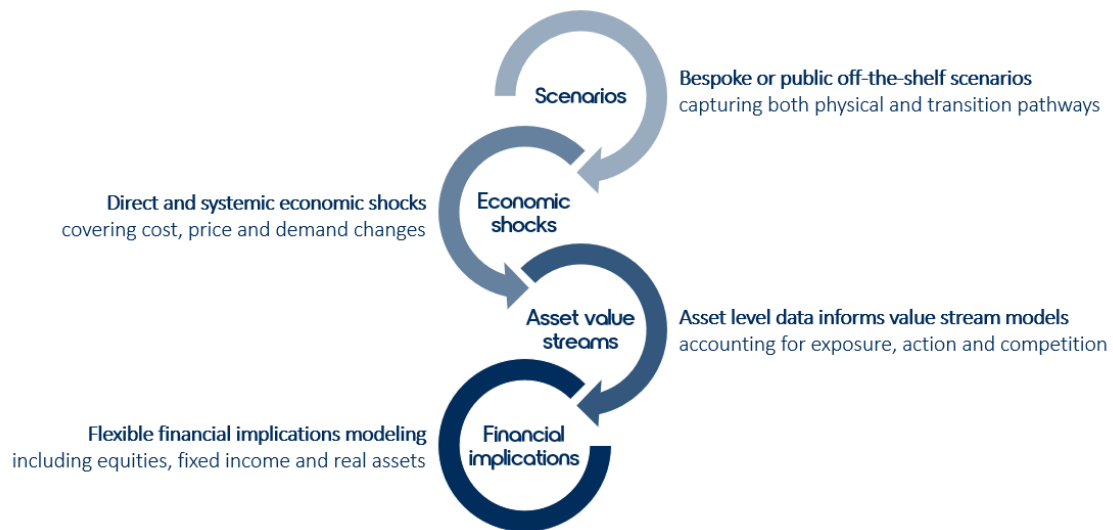 Scenarios
Bespoke or public off-the-shelf scenarios
capturing both physical and transition pathways
Direct and systemic economic shocks
covering cost, price and demand changes
Economic
shocks
Asset value
streams
Asset level data informs value stream models
accounting for exposure, action and competition
Flexible financial implications modeling
including equities, fixed income and real assets
Financial
implications